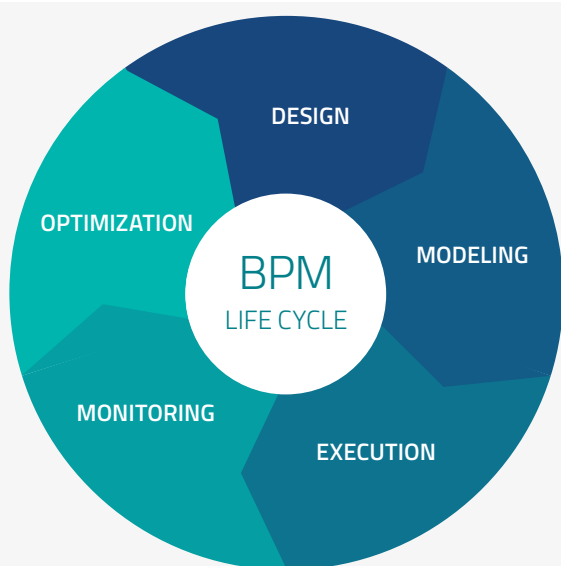 DESIGN
MODELING
EXECUTION
MONITORING
OPTIMIZATION
BPM
LIFE CYCLE